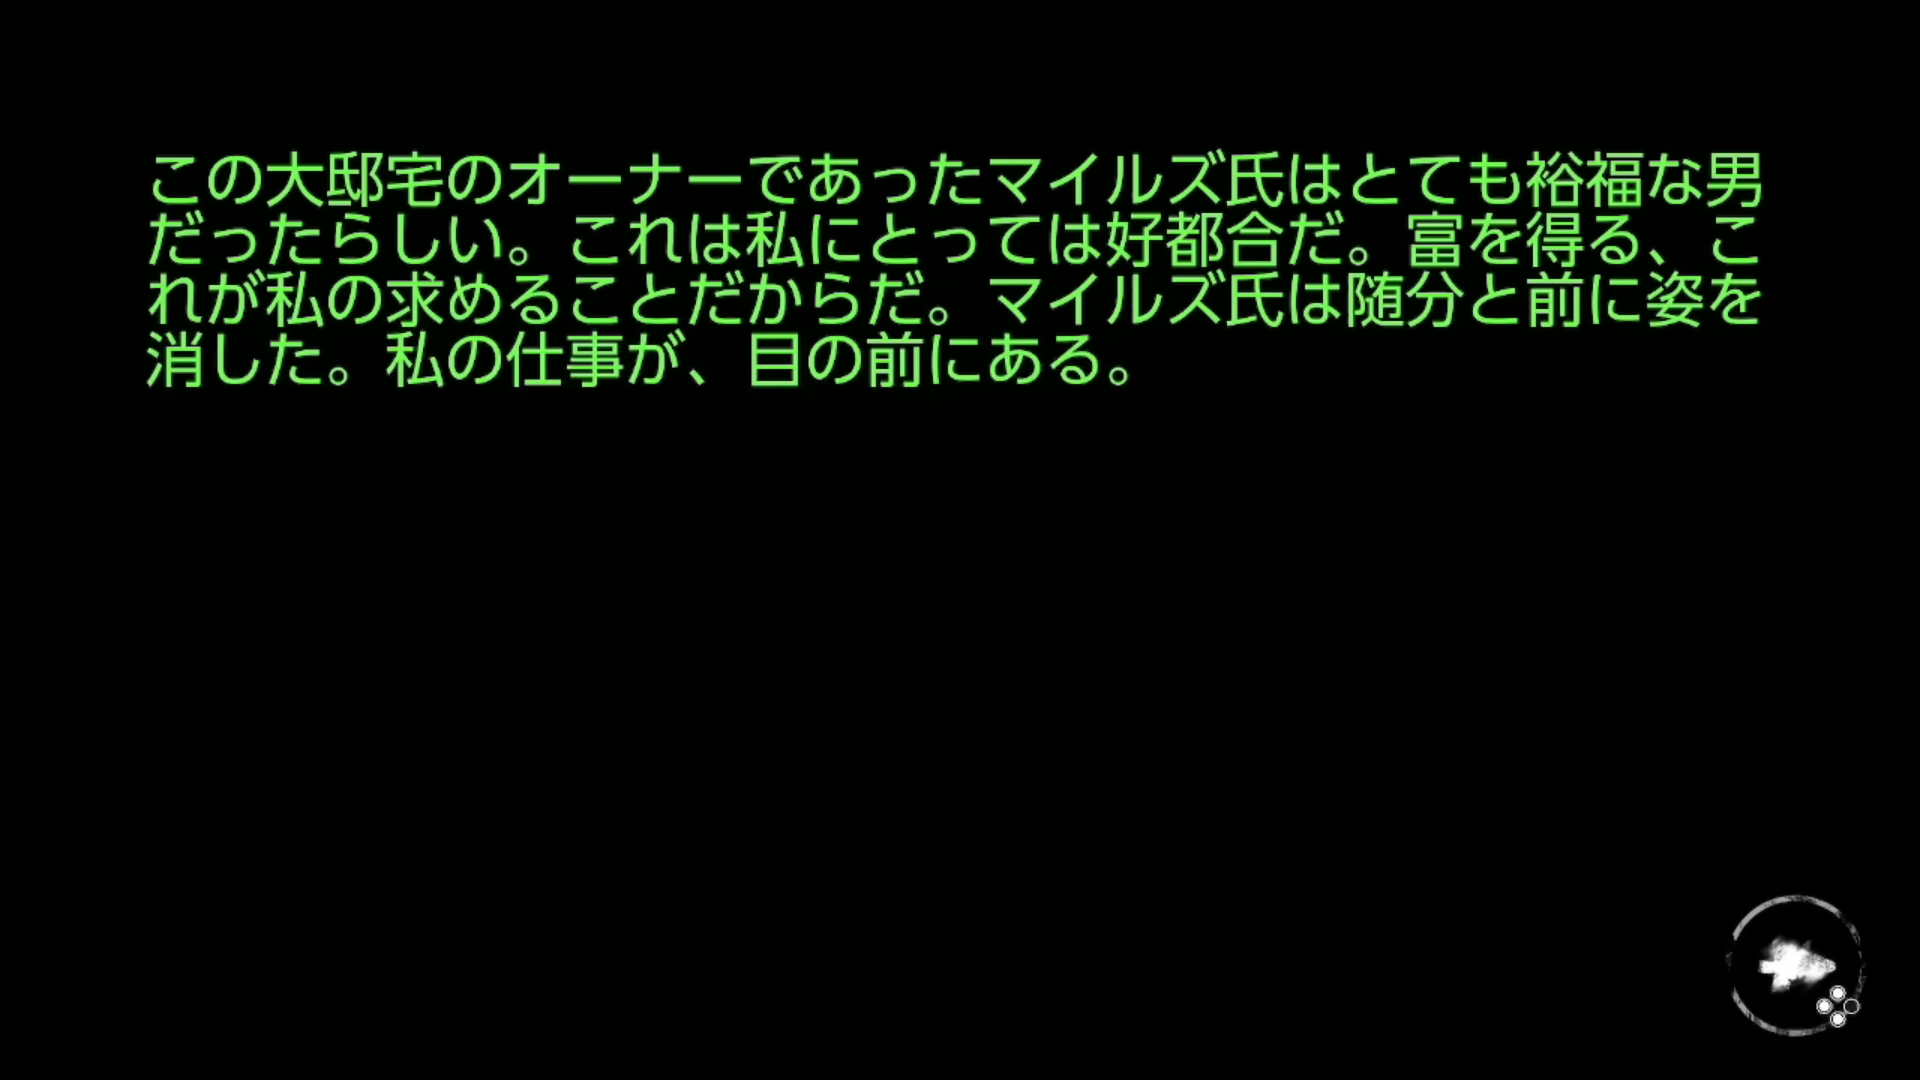 この大邸宅のオーナーであったマイルズ氏はとても裕福な男
だったらしい。これは私にとっては好都合だ。富を得る、こ
れが私の求めることだからだ。マイルズ氏は随分と前に姿を
消した。私の仕事が、目の前にある。